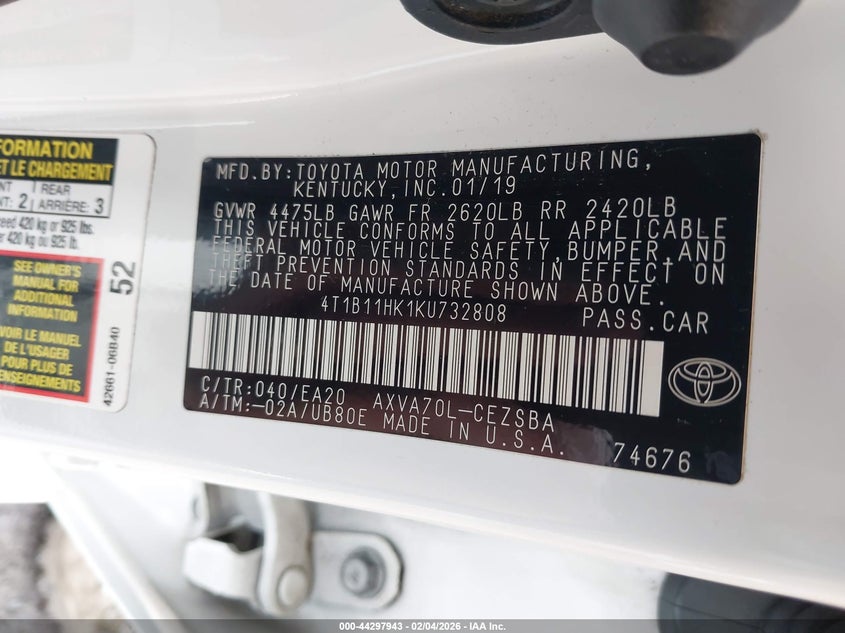 FORMATION
ET LE CHARGEMENT
NT REAR
NT: 2 ARRIÈRE: 3
ceed 420 kg or 925 lbs.
er 420 kg ou 925 lb.
SEE OWNER'S
MANUAL FOR
ADDITIONAL
INFORMATION
VOIR LE MANUEL
DE L'USAGER
POUR PLUS DE
RENSEIGNEMENTS
52
42661-06B40
MFD.BY:TOYOTA MOTOR MANUFACTURING,
KENTUCKY, INC.01/19
GVWR 4475LB GAWR FR 2620LB RR 2420LB
THIS VEHICLE CONFORMS TO ALL APPLICABLE
FEDERAL MOTOR VEHICLE SAFETY,BUMPER,AND
THEFT PREVENTION STANDARDS IN EFFECT ON
THE DATE OF MANUFACTURE SHOWN ABOVE.
4T1B11HK1KU732808 PASS.CAR
C/TR:040/EA20 AXVA70L-CEZSBA
A/TM:-02A/UB80E MADE IN U.S.A.
74676
000-44297943 - 02/04/2026 - IAA Inc.